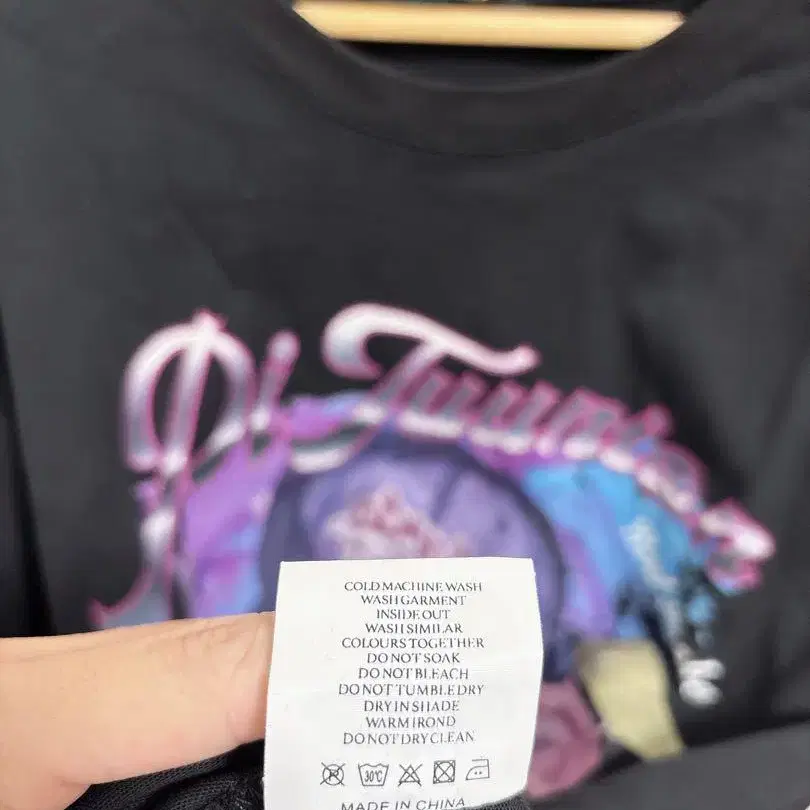 COLD MACHINE WASH
WASH GARMENT
INSIDE OUT
WASH SIMILAR
COLOURS TOGETHER
DO NOT SOAK
DO NOT BLEACH
DO NOT TUMBLE DRY
DRY IN SHADE
WARM IROND
DO NOT DRY CLEAN
30°C
MADE IN CHINA